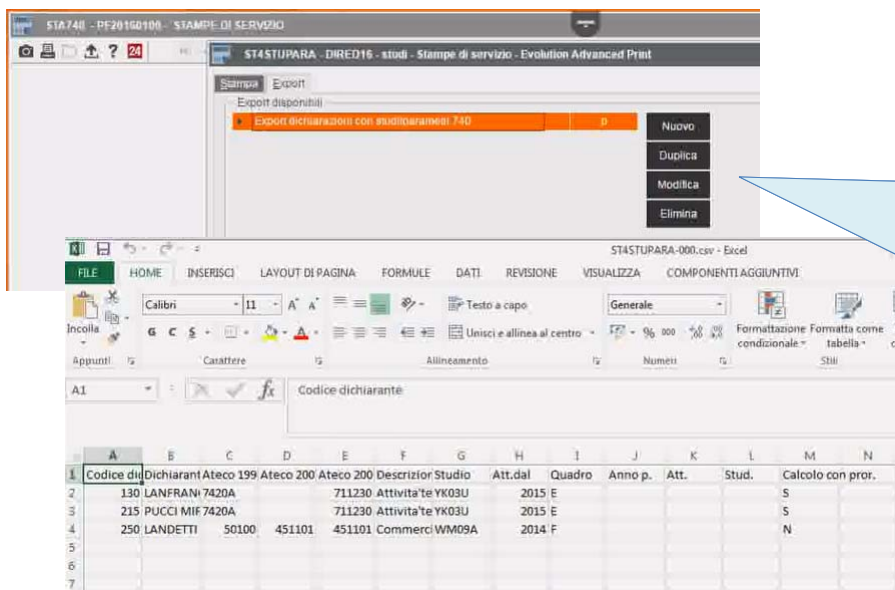 STA740 - PF20160100 - STAMPE DI SERVIZIO
? 24
ST4STUPARA - DIRED16 - studi - Stampe di servizio - Evolution Advanced Print
Stampa Export
Export disponibili
Export dichiarazioni con studi/parametri 740 p
Nuovo
Duplica
Modifica
Elimina
ST4STUPARA-000.csv - Excel
FILE HOME INSERISCI LAYOUT DI PAGINA FORMULE DATI REVISIONE VISUALIZZA COMPONENTI AGGIUNTIVI
Calibri 11 A A Testo a capo Generale
Incolla G C S A Unisci e allinea al centro % 000 Formattazione Formatta come
condizionale tabella
Appunti Carattere Allineamento Numeri Stili
A1 fx Codice dichiarante
A B C D E F G H I J K L M N
1 Codice dic Dichiarant Ateco 199 Ateco 200 Ateco 200 Descrizior Studio Att.dal Quadro Anno p. Att. Stud. Calcolo con pror.
2 130 LANFRAN 7420A 711230 Attivita'te YK03U 2015 E S
3 215 PUCCI MIF 7420A 711230 Attivita'te YK03U 2015 E S
4 250 LANDETTI 50100 451101 451101 Commerci WM09A 2014 F N
5
6
7